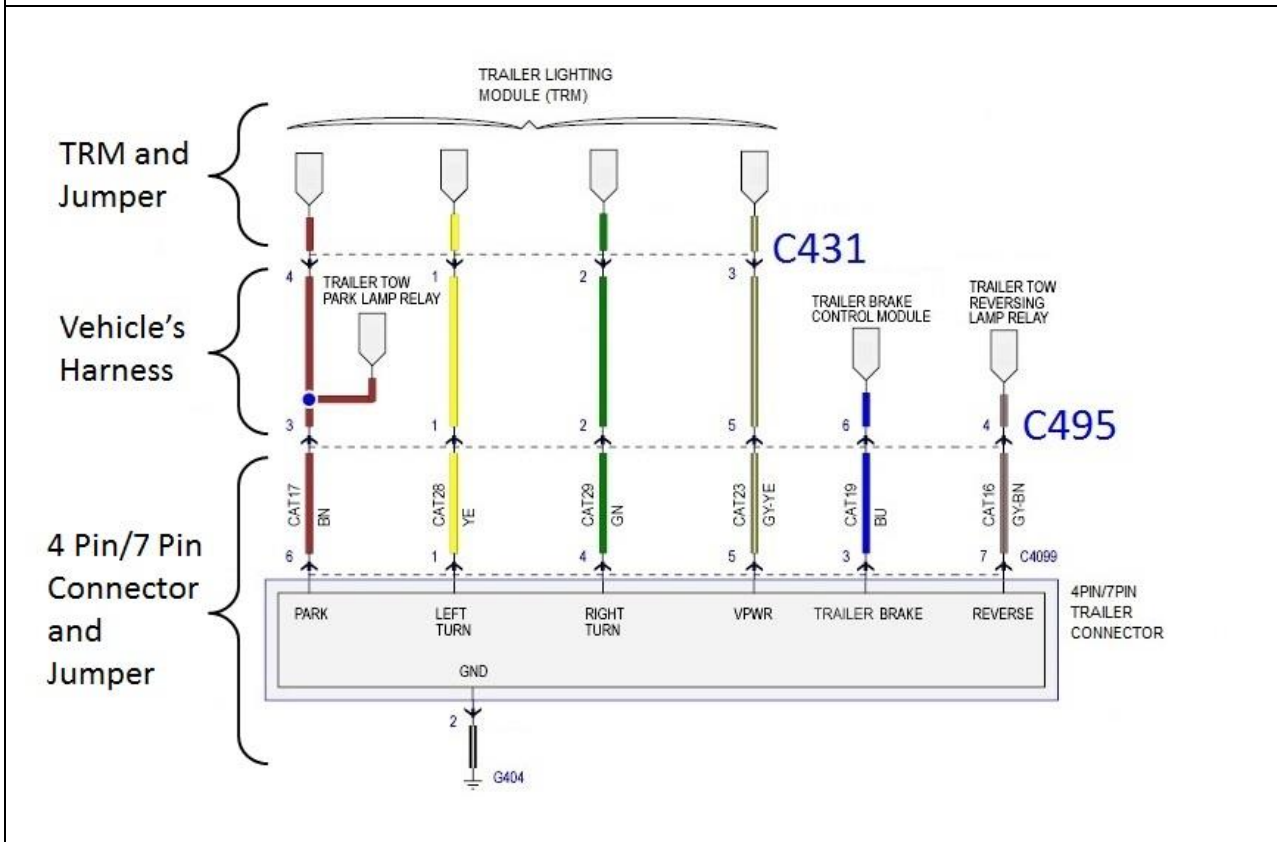 TRAILER LIGHTING
MODULE (TRM)
TRM and
Jumper
C431
4
1
2
3
TRAILER TOW
PARK LAMP RELAY
TRAILER BRAKE
CONTROL MODULE
TRAILER TOW
REVERSING
LAMP RELAY
Vehicle's
Harness
3
1
2
5
6
4
C495
CAT17
BN
CAT28
YE
CAT29
GN
CAT23
GY-YE
CAT19
BU
CAT16
GY-BN
4 Pin/7 Pin
Connector
and
Jumper
6
1
4
5
3
7
C4099
PARK
LEFT
TURN
RIGHT
TURN
VPWR
TRAILER BRAKE
REVERSE
4PIN/7PIN
TRAILER
CONNECTOR
GND
2
G404